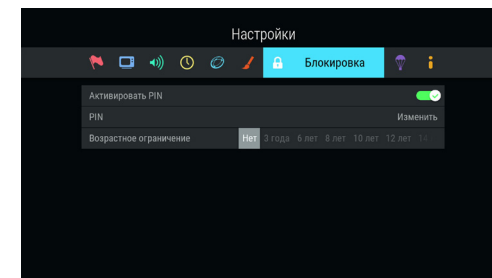 Настройки
Блокировка
Активировать PIN
PIN Изменить
Возрастное ограничение Нет 3 года 6 лет 8 лет 10 лет 12 лет